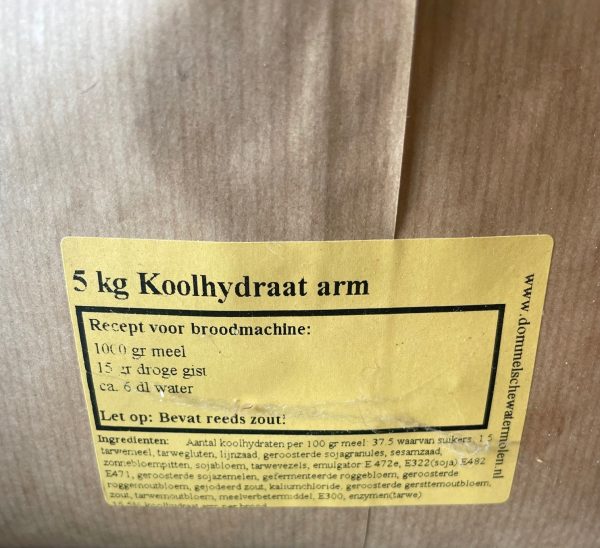 5 kg Koolhydraat arm
Recept voor broodmachine:
1000 gr meel
15 gr droge gist
ca. 6 dl water
Let op: Bevat reeds zout!
Ingredienten: Aantal koolhydraten per 100 gr meel: 37.5 waarvan suikers, 1.5
tarwemeel, tarwegluten, lijnzaad, geroosterde sojagranules, sesamzaad,
zonnebloempitten, sojabloem, tarwevezels, emulgator E 472e, E322(soja) E482
E471, geroosterde sojazemelen, gefermenteerde roggebloem, geroosterde
roggemoutbloem, gejodeerd zout, kaliumchloride, geroosterde gerstemoutbloem,
zout, tarwemoutbloem, meelverbetermiddel, E300, enzymen(tarwe)
koolhydraat arm
www.dommelschewatermolen.nl